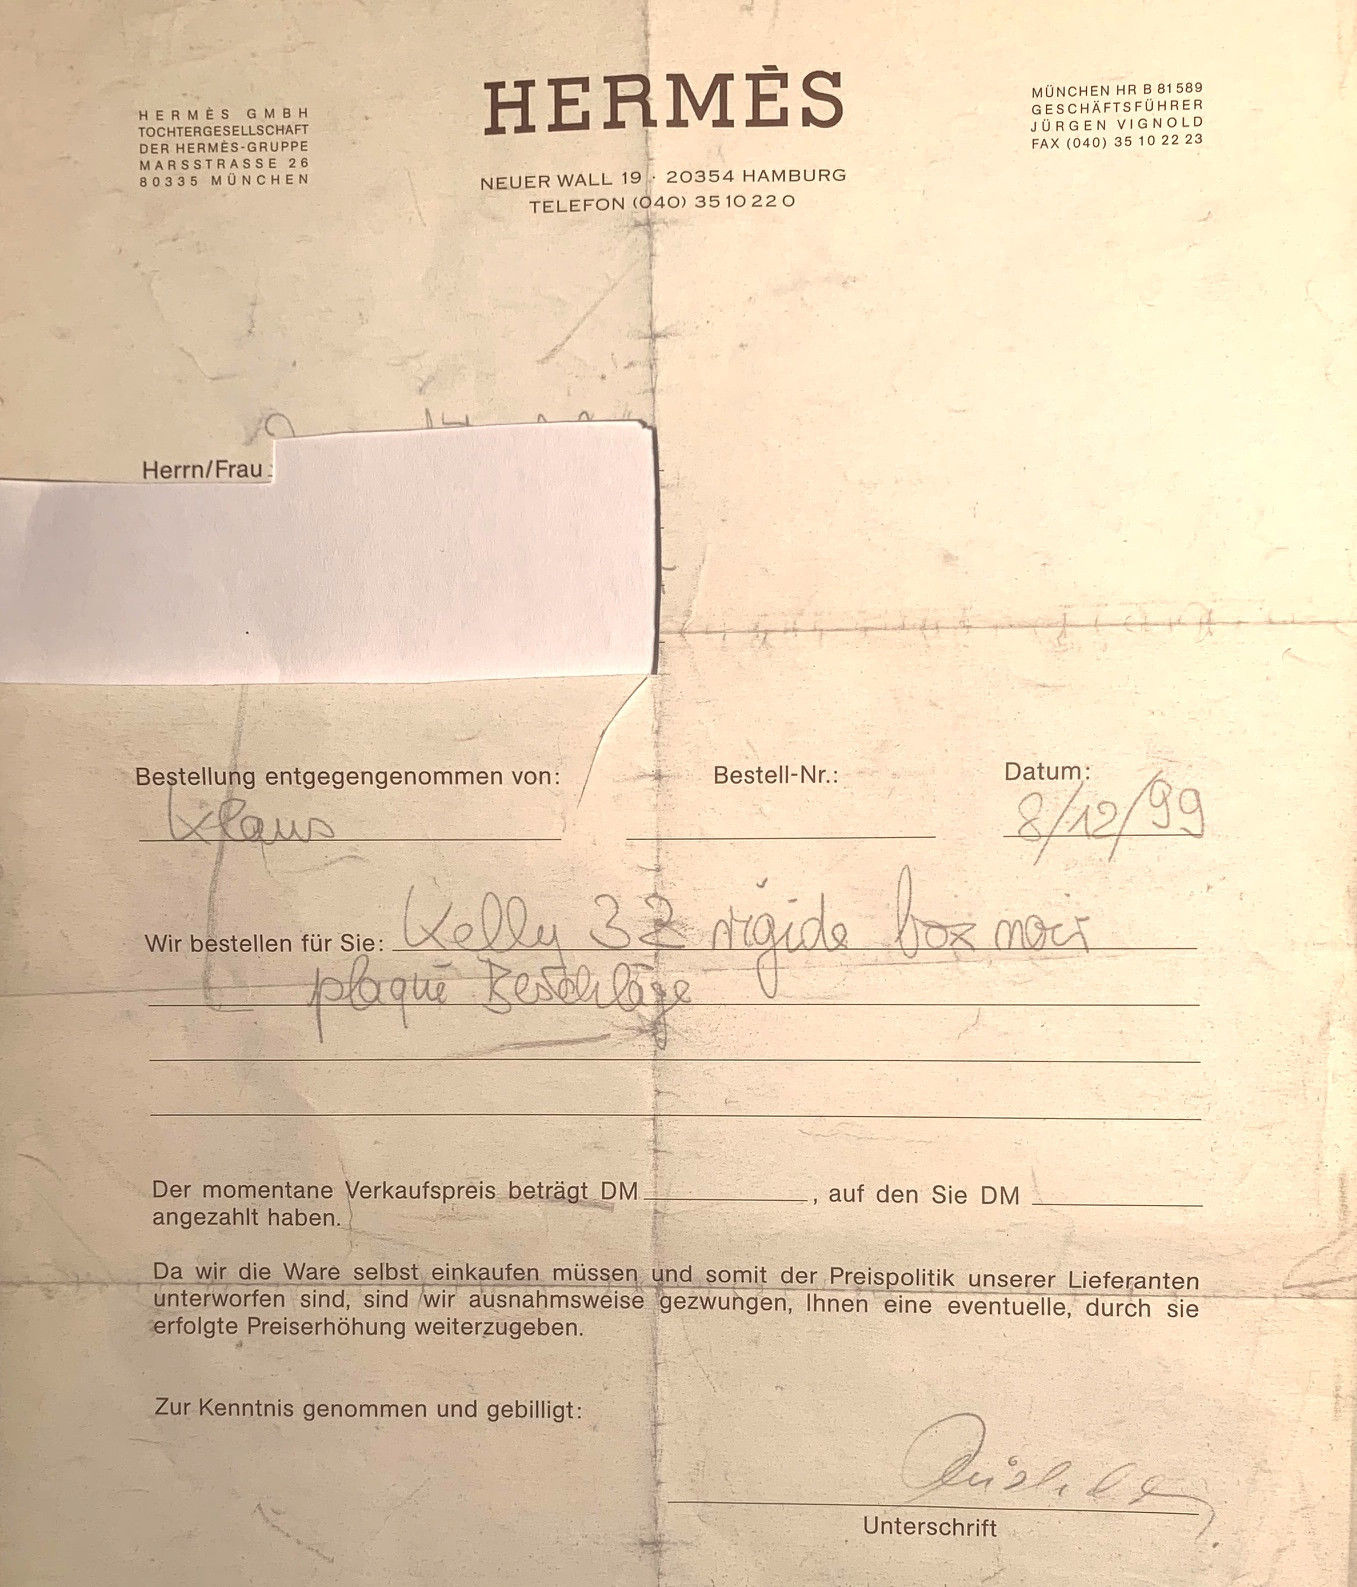 HERMÈS GMBH
TOCHTERGESELLSCHAFT
DER HERMÈS-GRUPPE
MARSSTRASSE 26
80335 MÜNCHEN
HERMÈS
NEUER WALL 19 · 20354 HAMBURG
TELEFON (040) 35 10 22 0
MÜNCHEN HR B 81 589
GESCHÄFTSFÜHRER
JÜRGEN VIGNOLD
FAX (040) 35 10 22 23
Herrn/Frau:
Bestellung entgegengenommen von: Bestell-Nr.: Datum:
Klaus 8/12/99
Wir bestellen für Sie: Kelly 32 rigide box noir
plaqué Beschläge
Der momentane Verkaufspreis beträgt DM , auf den Sie DM
angezahlt haben.
Da wir die Ware selbst einkaufen müssen und somit der Preispolitik unserer Lieferanten
unterworfen sind, sind wir ausnahmsweise gezwungen, Ihnen eine eventuelle, durch sie
erfolgte Preiserhöhung weiterzugeben.
Zur Kenntnis genommen und gebilligt:
Unterschrift